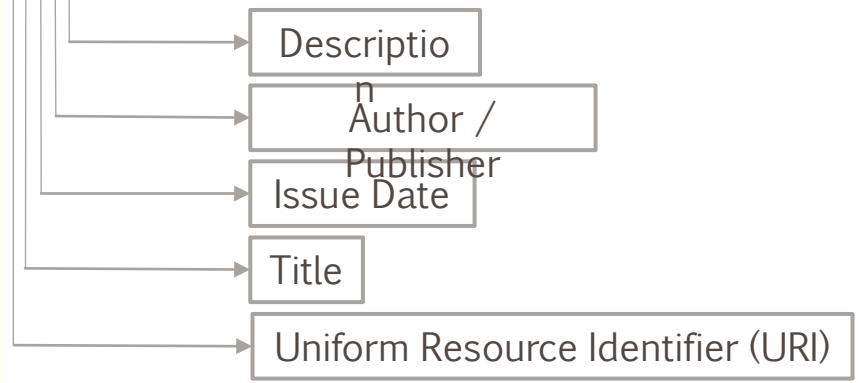 Descriptio
n
Author /
Publisher
Issue Date
Title
Uniform Resource Identifier (URI)